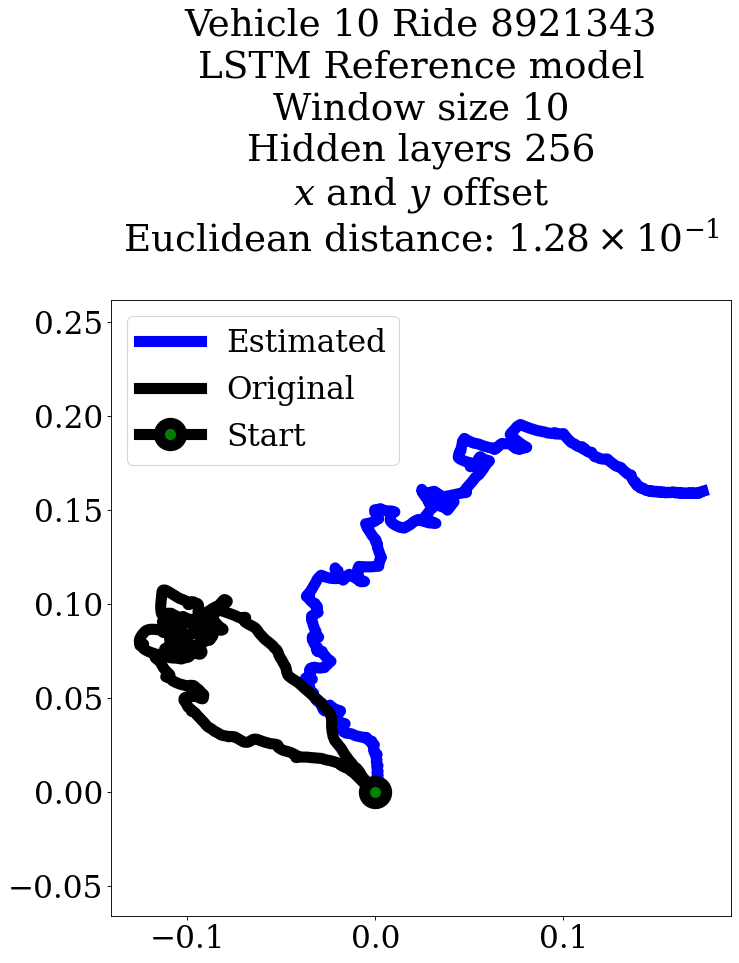 Vehicle 10 Ride 8921343
LSTM Reference model
Window size 10
Hidden layers 256
x and y offset
Euclidean distance: 1.28 × 10⁻¹
0.25
0.20
0.15
0.10
0.05
0.00
−0.05
Estimated
Original
Start
−0.1
0.0
0.1